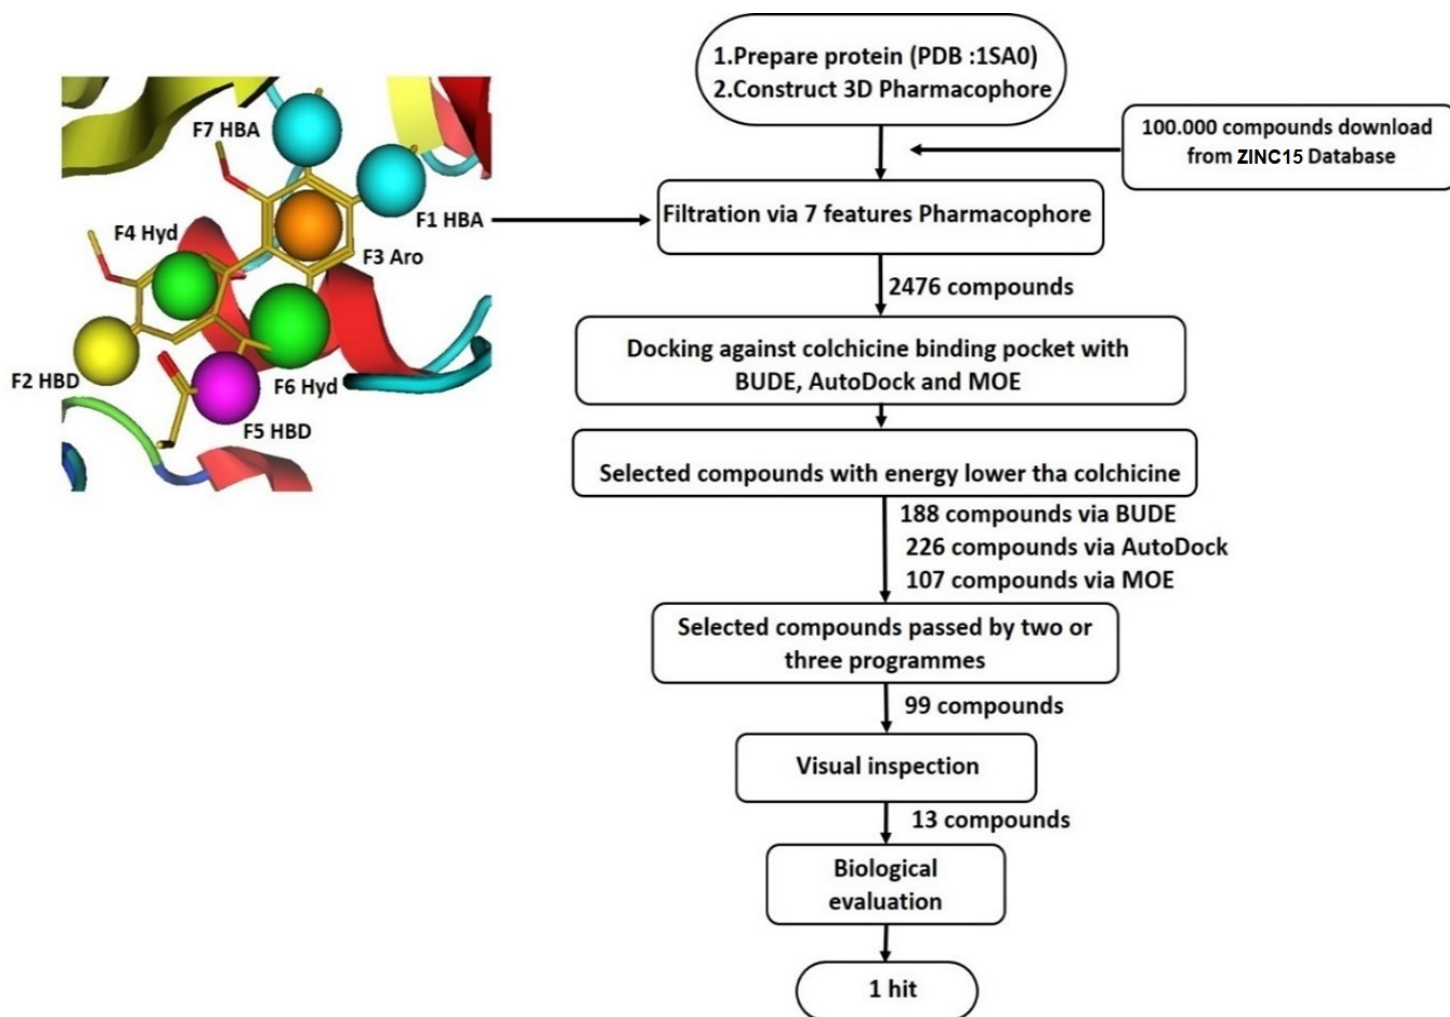 1.Prepare protein (PDB :1SA0)
2.Construct 3D Pharmacophore
100.000 compounds download
from ZINC15 Database
F7 HBA
F1 HBA
F4 Hyd
F3 Aro
F2 HBD
F6 Hyd
F5 HBD
Filtration via 7 features Pharmacophore
2476 compounds
Docking against colchicine binding pocket with
BUDE, AutoDock and MOE
Selected compounds with energy lower tha colchicine
188 compounds via BUDE
226 compounds via AutoDock
107 compounds via MOE
Selected compounds passed by two or
three programmes
99 compounds
Visual inspection
13 compounds
Biological
evaluation
1 hit